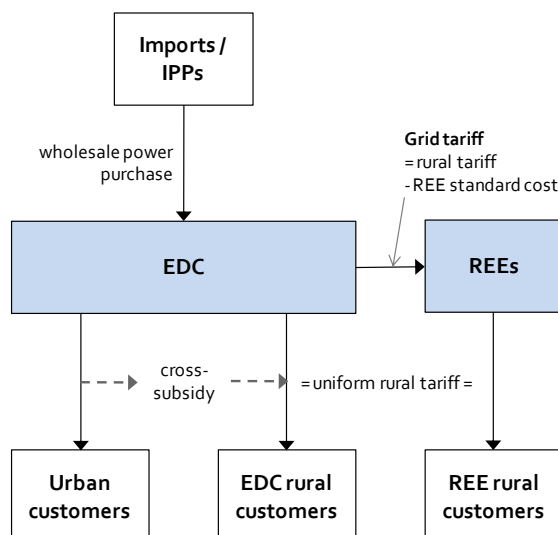 Imports /
IPPs
wholesale power
purchase
Grid tariff
= rural tariff
- REE standard cost
EDC
REEs
cross-
subsidy
= uniform rural tariff =
Urban
customers
EDC rural
customers
REE rural
customers